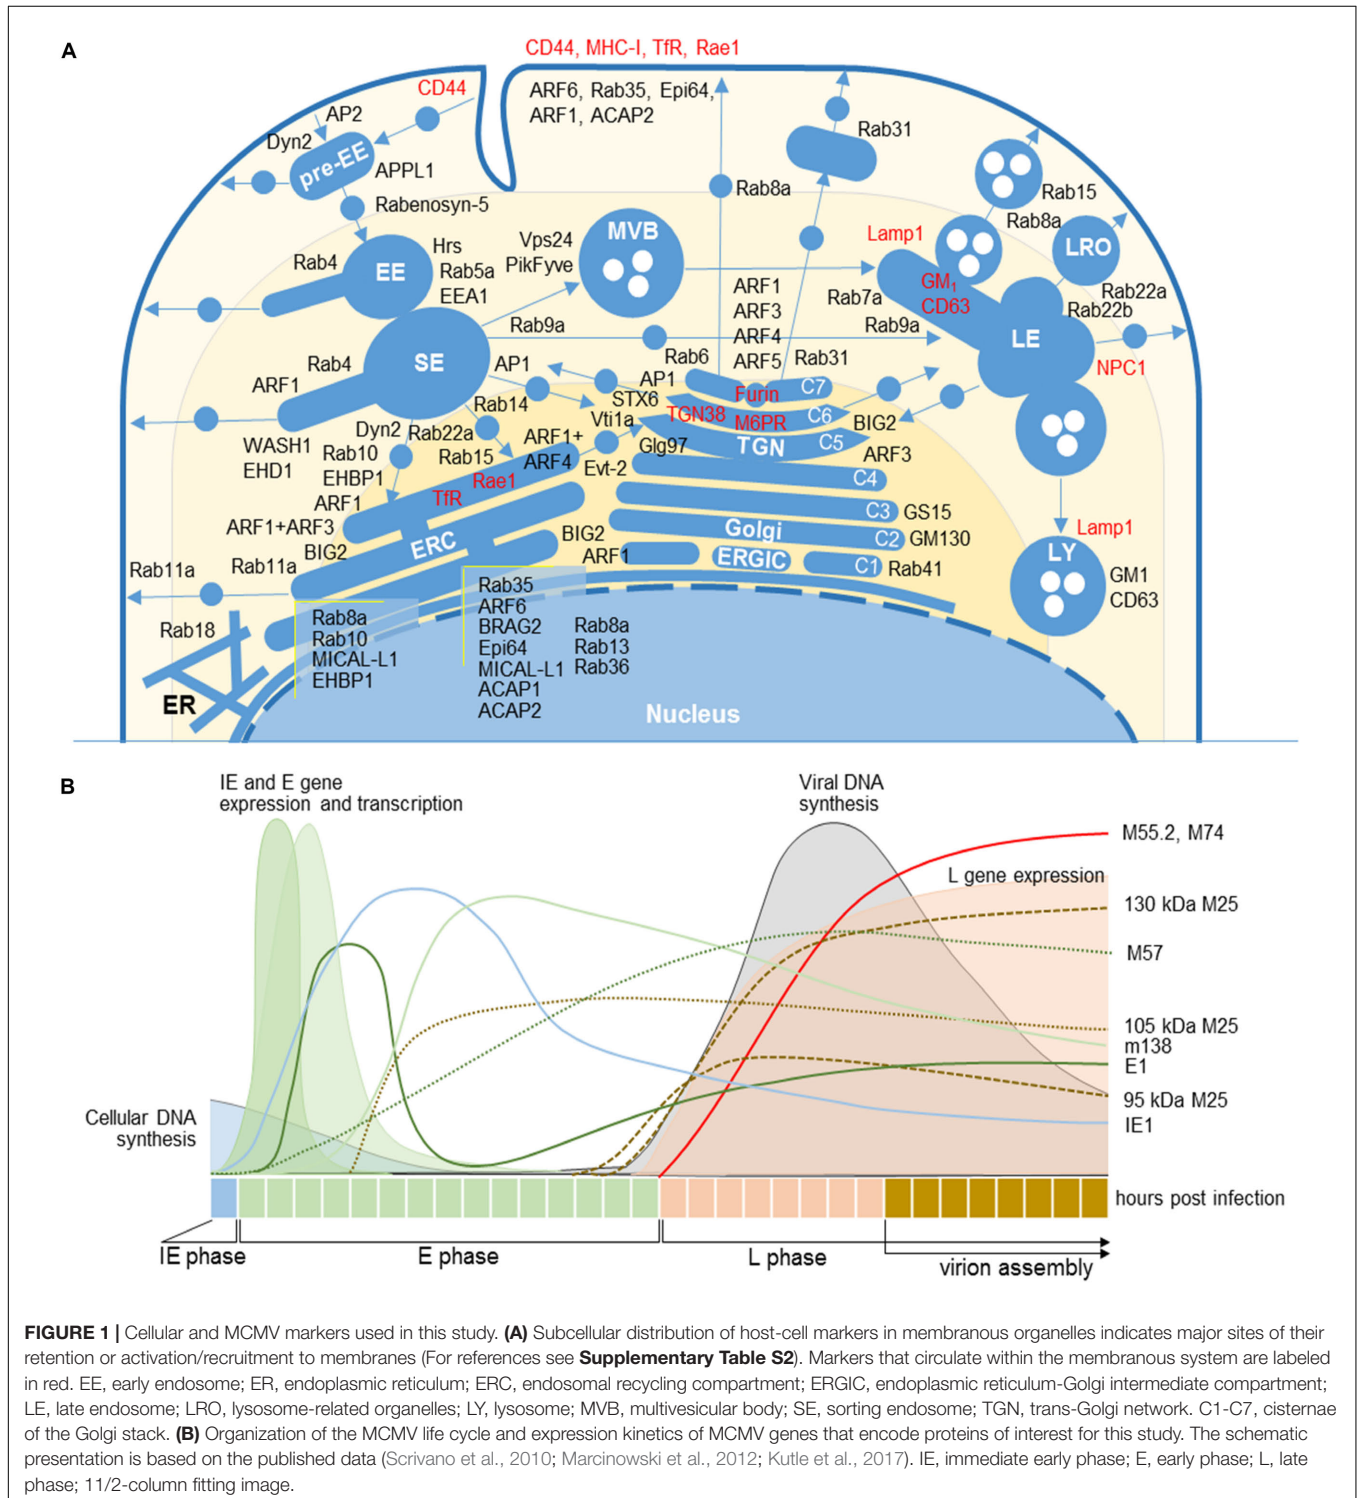 A
CD44, MHC-I, TfR, Rae1
CD44
ARF6, Rab35, Epi64,
ARF1, ACAP2
AP2
Dyn2
pre-EE
APPL1
Rab31
Rab8a
Rab15
Rab8a
Rabenosyn-5
Lamp1
LRO
MVB
Vps24
PikFyve
Hrs
Rab5a
EEA1
Rab4
EE
GM1
CD63
Rab7a
Rab22a
Rab22b
ARF1
ARF3
ARF4
ARF5
Rab9a
Rab9a
LE
NPC1
SE
Rab4
ARF1
AP1
Rab6
Rab31
AP1
STX6
Furin
C7
TGN38
M6PR
C6
BIG2
Rab14
Vti1a
TGN
C5
ARF3
WASH1
EHD1
Dyn2
Rab22a
Rab10
EHBP1
Rab15
ARF1+
ARF4
Evt-2
Glg97
C4
Rae1
TfR
ARF1
ARF1+ARF3
BIG2
C3
GS15
Golgi
C2
GM130
ERC
BIG2
ARF1
ERGIC
C1
Rab41
Lamp1
LY
GM1
CD63
Rab11a
Rab11a
Rab18
ER
Rab8a
Rab10
MICAL-L1
EHBP1
Rab35
ARF6
BRAG2
Epi64
MICAL-L1
ACAP1
ACAP2
Rab8a
Rab13
Rab36
Nucleus
B
IE and E gene
expression and transcription
Viral DNA
synthesis
M55.2, M74
L gene expression
130 kDa M25
M57
105 kDa M25
m138
E1
95 kDa M25
IE1
Cellular DNA
synthesis
hours post infection
IE phase
E phase
L phase
virion assembly
FIGURE 1 | Cellular and MCMV markers used in this study. (A) Subcellular distribution of host-cell markers in membranous organelles indicates major sites of their
retention or activation/recruitment to membranes (For references see Supplementary Table S2). Markers that circulate within the membranous system are labeled
in red. EE, early endosome; ER, endoplasmic reticulum; ERC, endosomal recycling compartment; ERGIC, endoplasmic reticulum-Golgi intermediate compartment;
LE, late endosome; LRO, lysosome-related organelles; LY, lysosome; MVB, multivesicular body; SE, sorting endosome; TGN, trans-Golgi network. C1-C7, cisternae
of the Golgi stack. (B) Organization of the MCMV life cycle and expression kinetics of MCMV genes that encode proteins of interest for this study. The schematic
presentation is based on the published data (Scrivano et al., 2010; Marcinowski et al., 2012; Kutle et al., 2017). IE, immediate early phase; E, early phase; L, late
phase; 11/2-column fitting image.